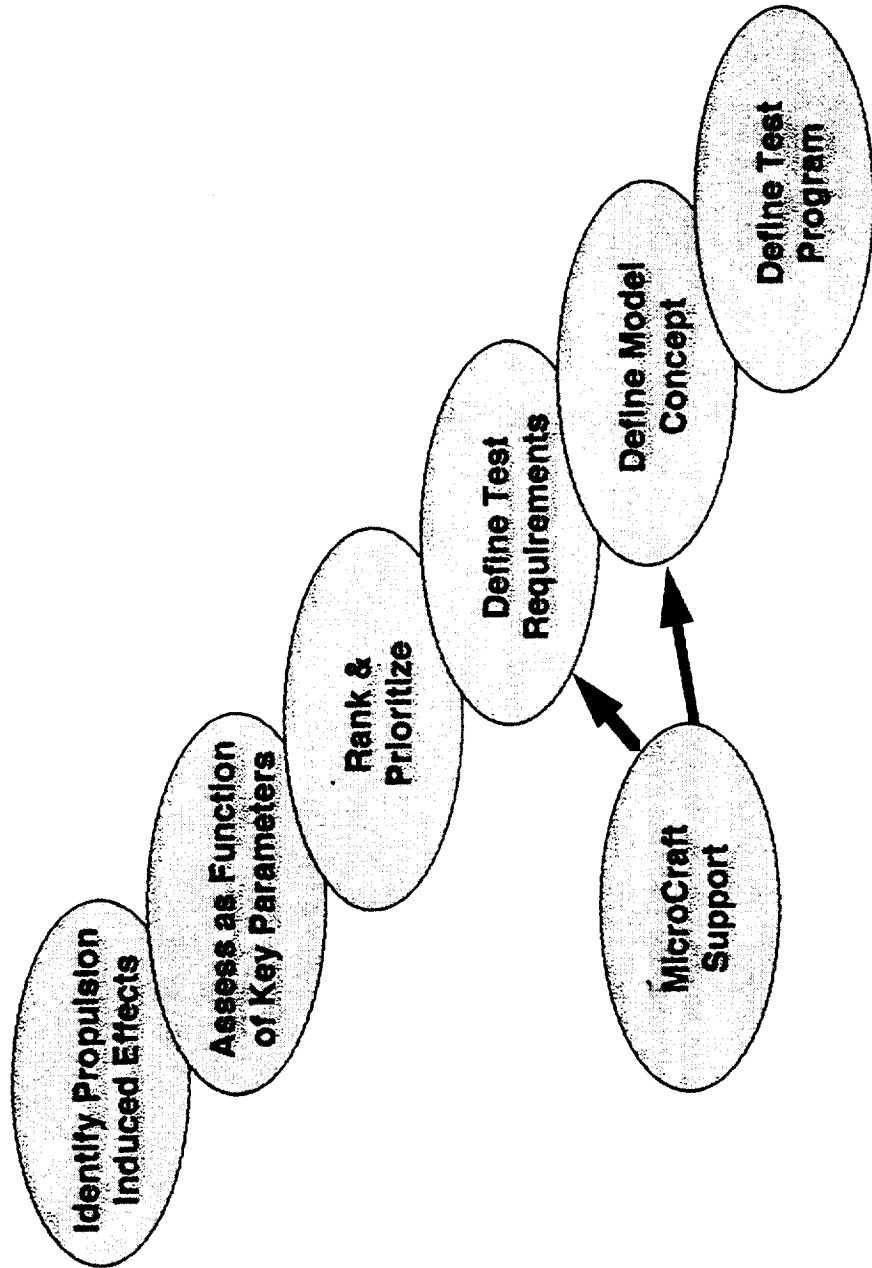 Identify Propulsion
Induced Effects
Assess as Function
of Key Parameters
Rank &
Prioritize
Define Test
Requirements
Define Model
Concept
Define Test
Program
MicroCraft
Support